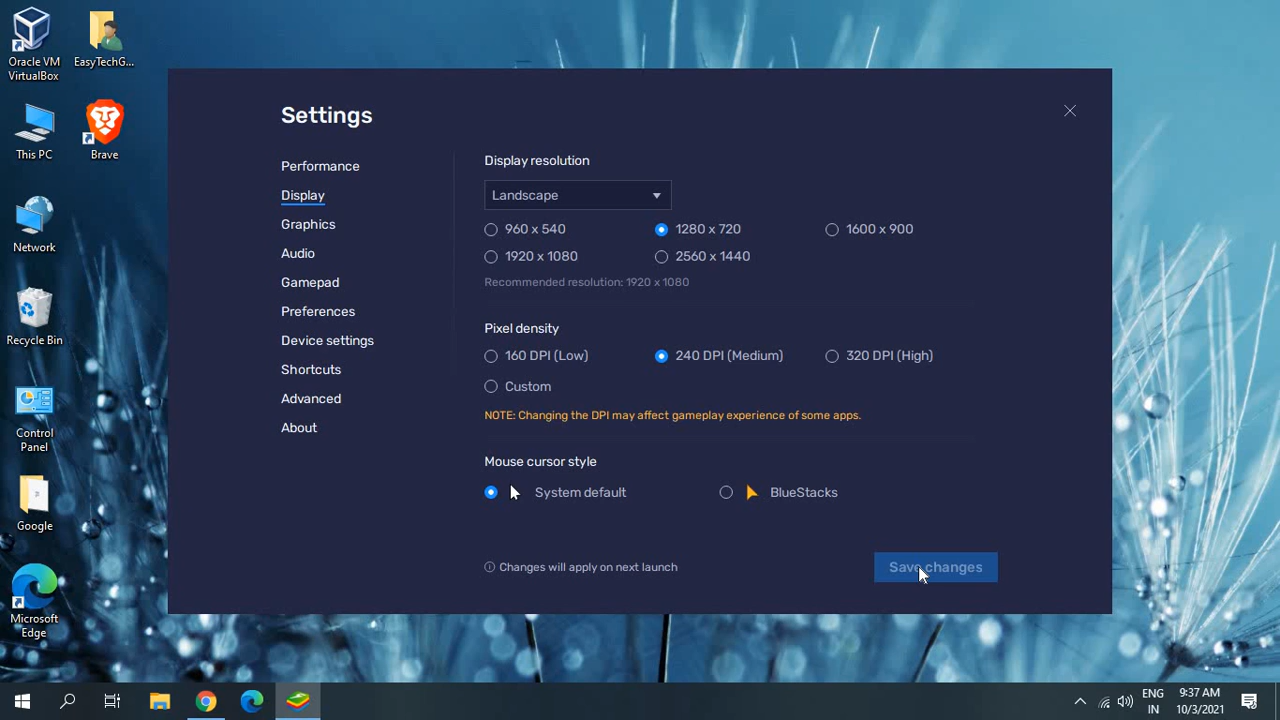 Oracle VM
VirtualBox
EasyTechG...
This PC
Brave
Network
Recycle Bin
Control
Panel
Google
Microsoft
Edge
Settings
Performance
Display
Graphics
Audio
Gamepad
Preferences
Device settings
Shortcuts
Advanced
About
Display resolution
Landscape
960 x 540
1280 x 720
1600 x 900
1920 x 1080
2560 x 1440
Recommended resolution: 1920 x 1080
Pixel density
160 DPI (Low)
240 DPI (Medium)
320 DPI (High)
Custom
NOTE: Changing the DPI may affect gameplay experience of some apps.
Mouse cursor style
System default
BlueStacks
Changes will apply on next launch
Save changes
ENG
IN
9:37 AM
10/3/2021